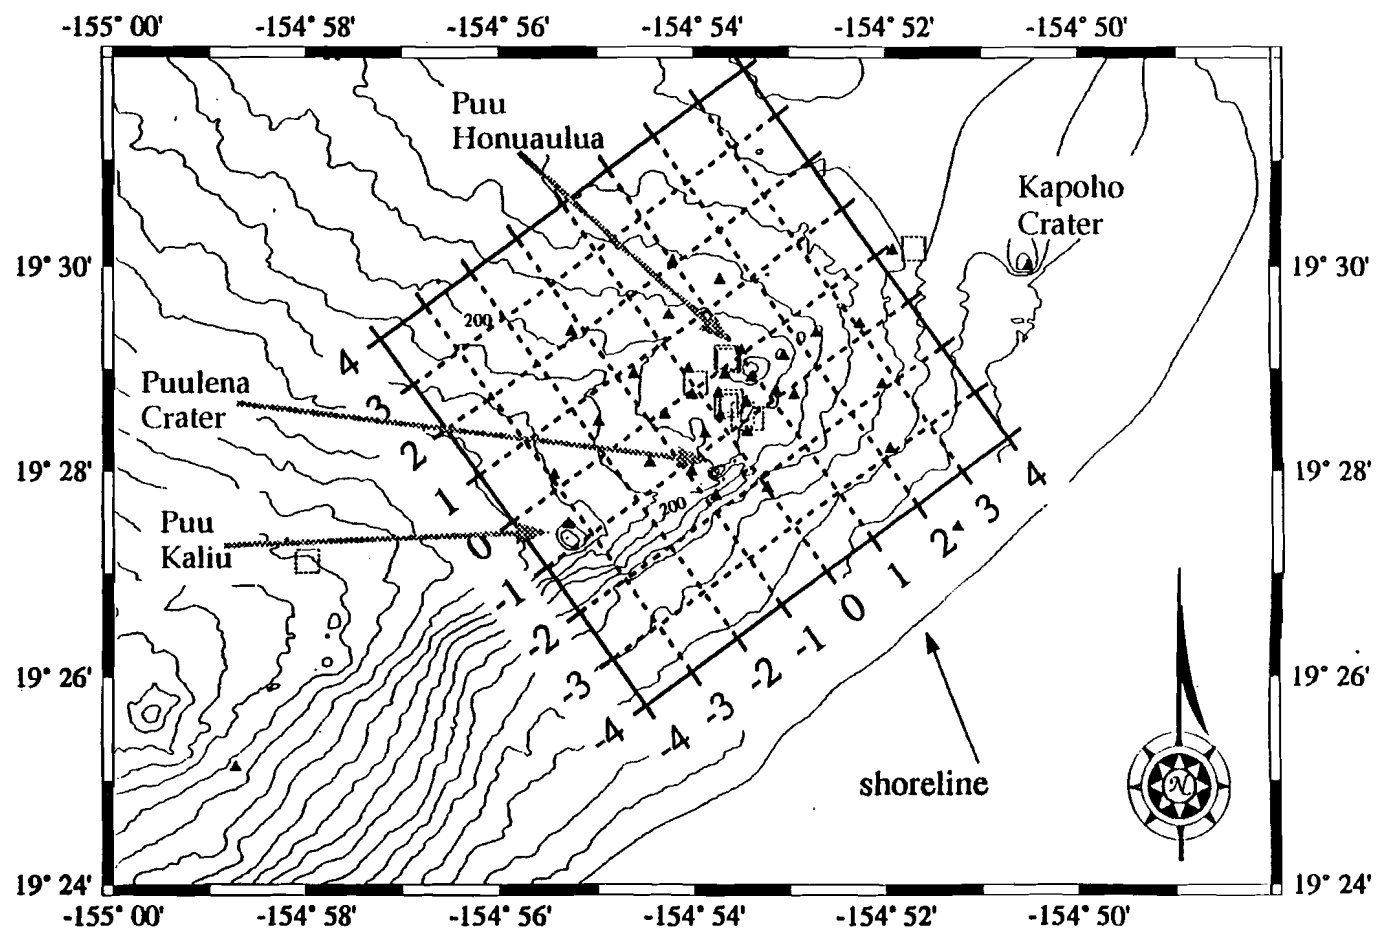 -155° 00' -154° 58' -154° 56' -154° 54' -154° 52' -154° 50'
Puu
Honuaulua
Kapoho
Crater
19° 30' 19° 30'
200
4
Puulena
Crater
3
2
19° 28' 19° 28'
1
4
200
3
Puu
Kaliu
0
2
-1
1
0
-2
-1
-2
19° 26' 19° 26'
-3
-3
-4 -4
shoreline
N
19° 24' 19° 24'
-155° 00' -154° 58' -154° 56' -154° 54' -154° 52' -154° 50'